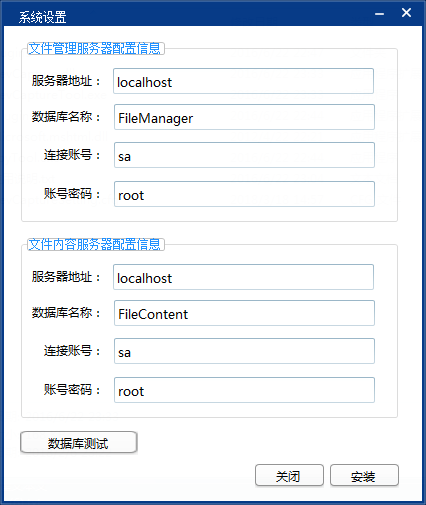 系统设置
文件管理服务器配置信息
服务器地址： localhost
数据库名称： FileManager
连接账号： sa
账号密码： root
文件内容服务器配置信息
服务器地址： localhost
数据库名称： FileContent
连接账号： sa
账号密码： root
数据库测试
关闭 安装